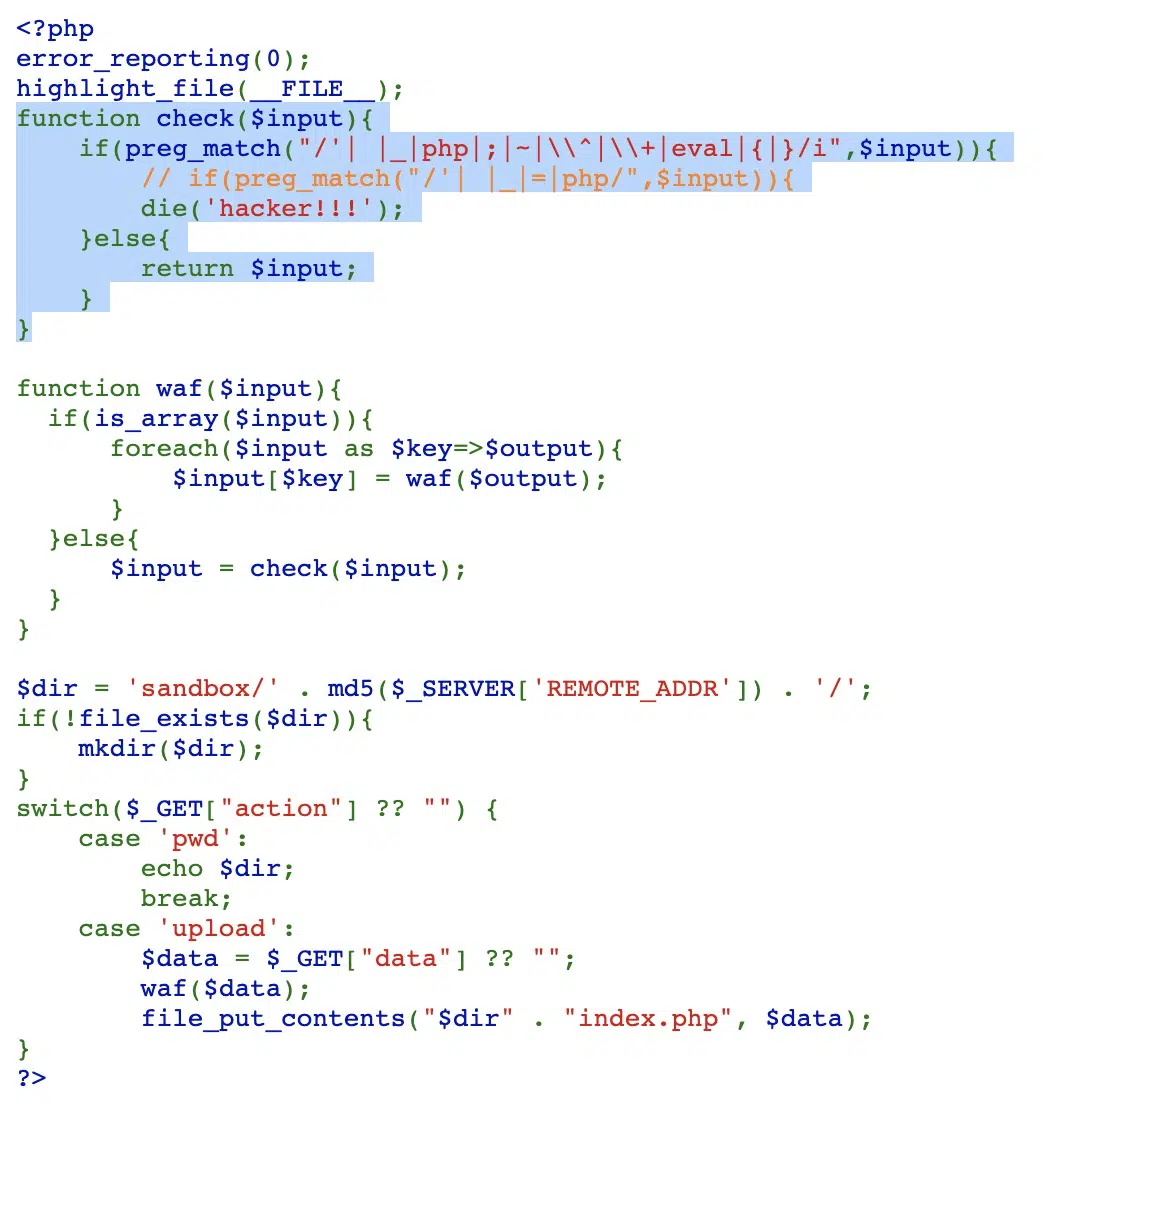 <?php
error_reporting(0);
highlight_file(__FILE__);
function check($input){
    if(preg_match("/'| |_|php|;|~|\\^|\\+|eval|{|}/i",$input)){
        // if(preg_match("/'| |_|=|php/",$input)){
        die('hacker!!!');
    }else{
        return $input;
    }
}

function waf($input){
  if(is_array($input)){
      foreach($input as $key=>$output){
          $input[$key] = waf($output);
      }
  }else{
      $input = check($input);
  }
}

$dir = 'sandbox/' . md5($_SERVER['REMOTE_ADDR']) . '/';
if(!file_exists($dir)){
    mkdir($dir);
}
switch($_GET["action"] ?? "") {
    case 'pwd':
        echo $dir;
        break;
    case 'upload':
        $data = $_GET["data"] ?? "";
        waf($data);
        file_put_contents("$dir" . "index.php", $data);
}
?>